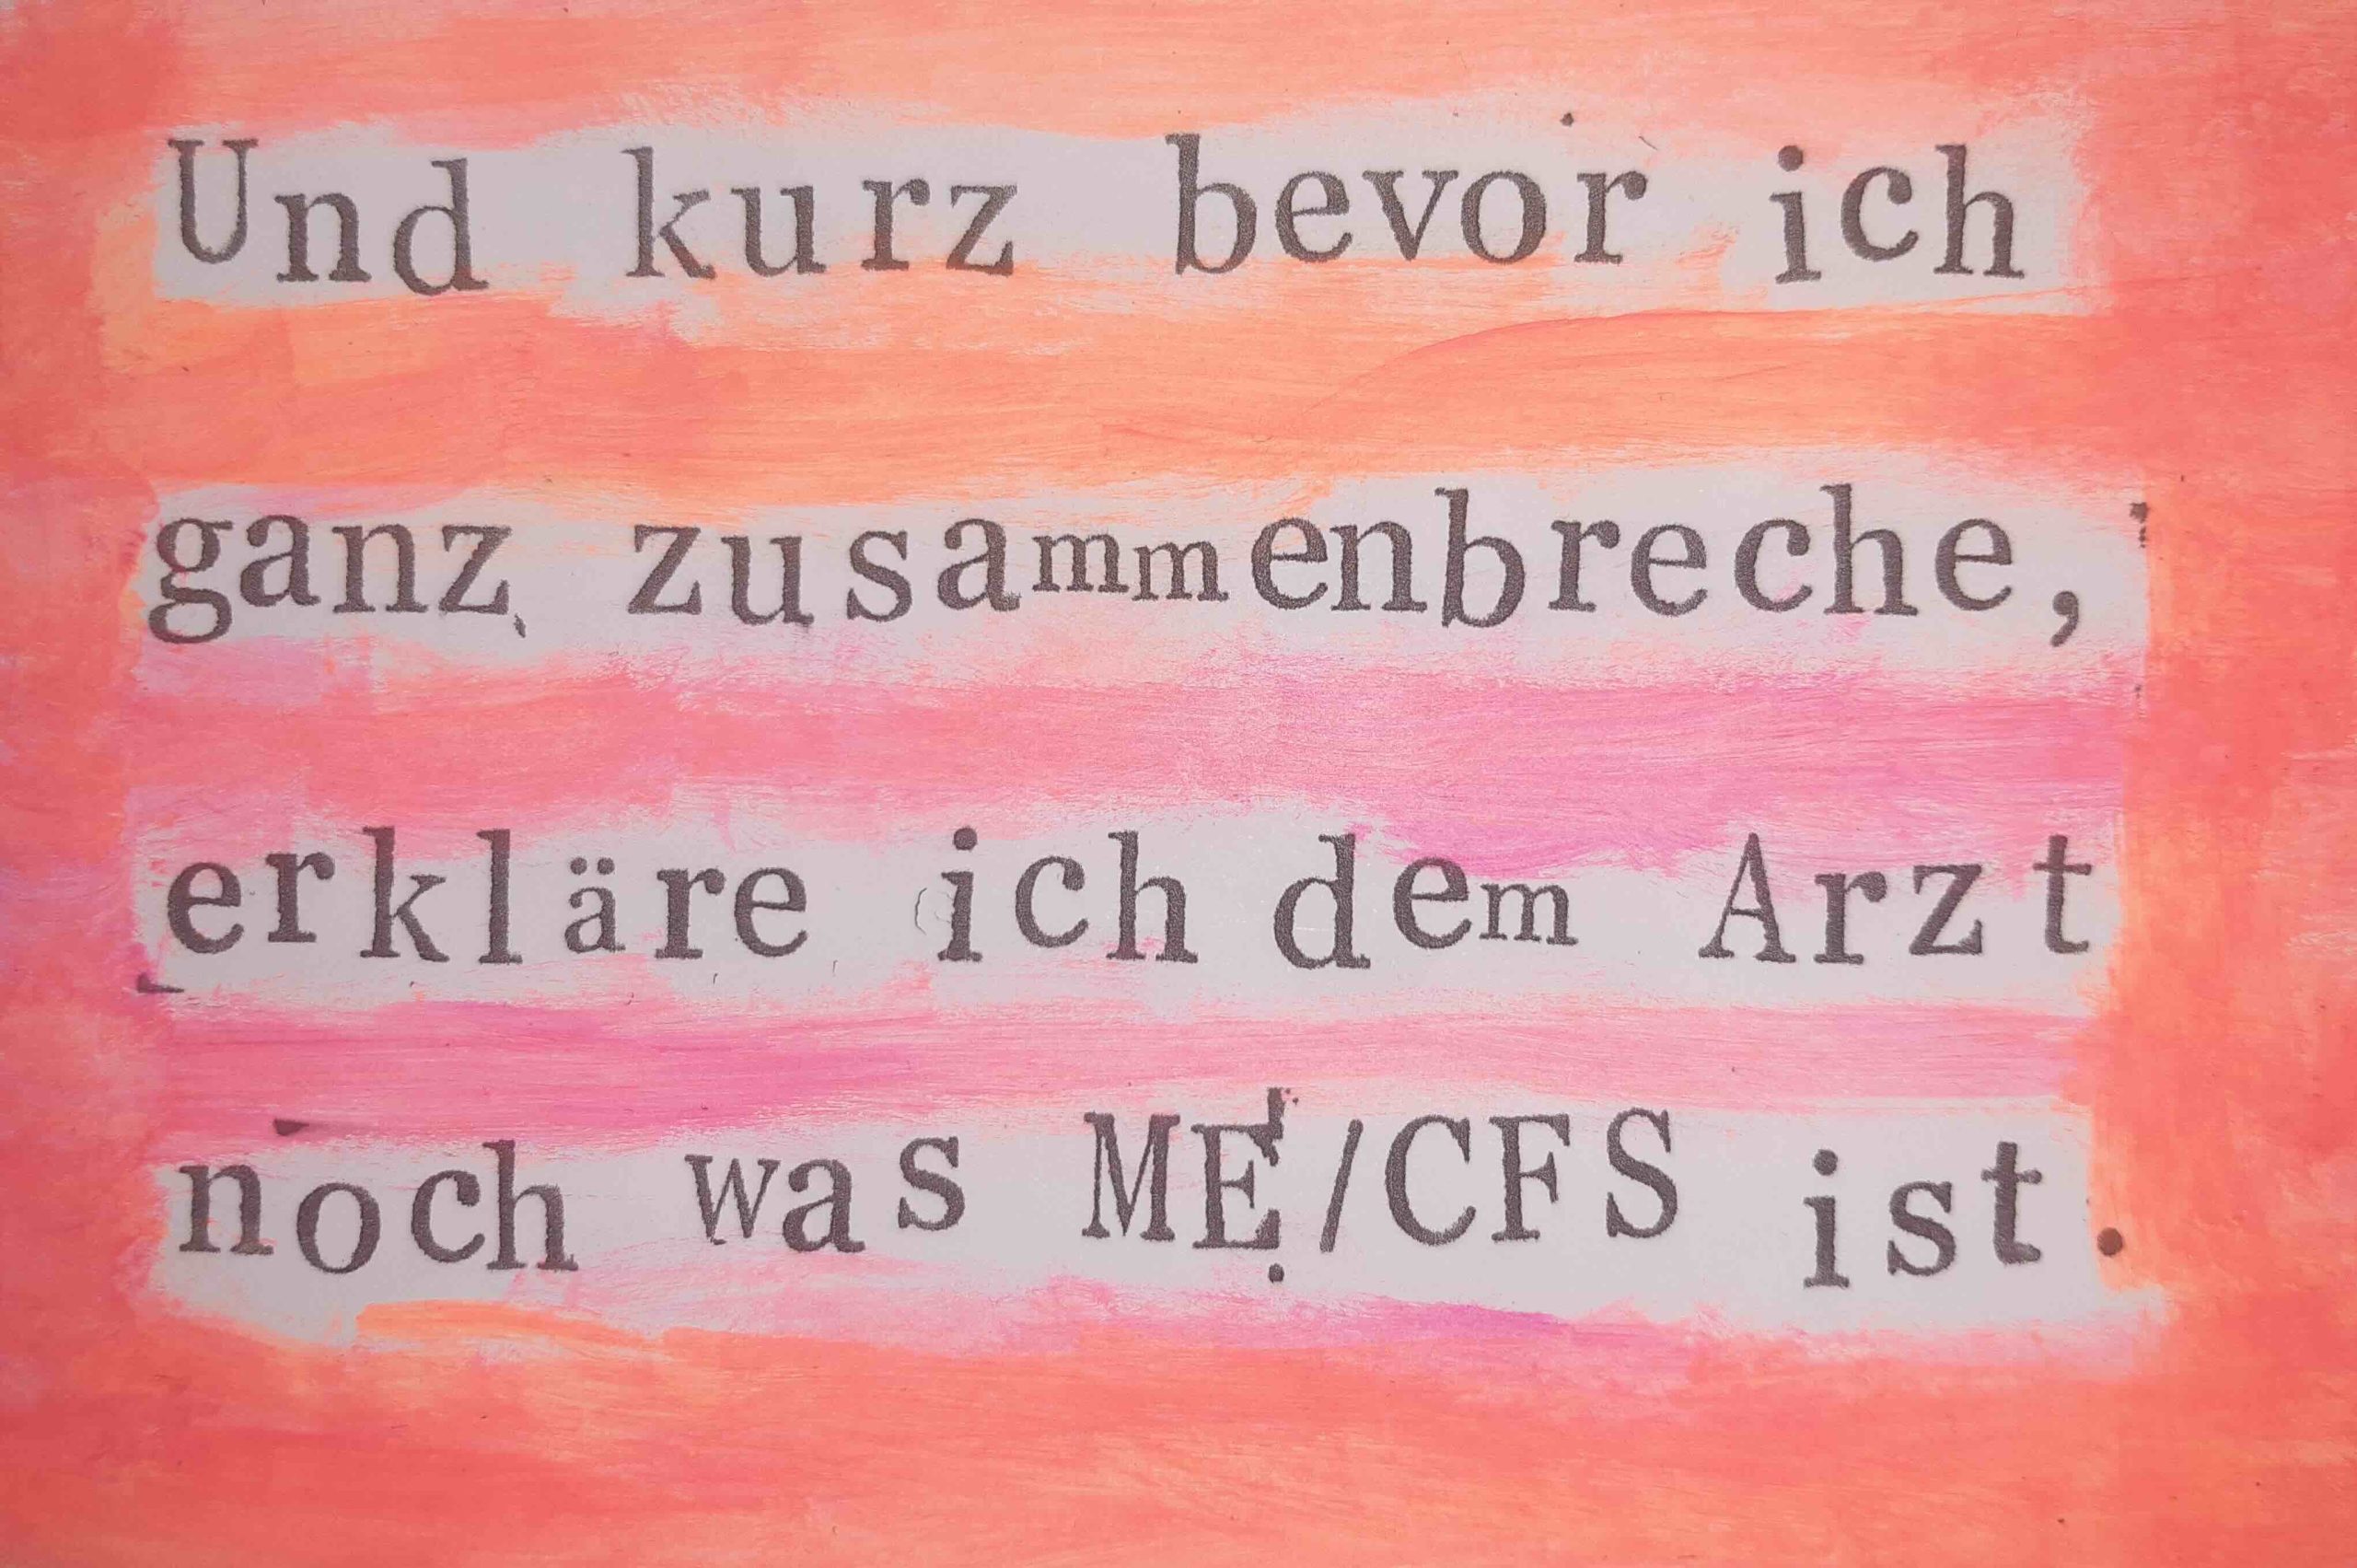 Und kurz bevor ich
ganz zusammenbreche,
erkläre ich dem Arzt
noch was ME/CFS ist.